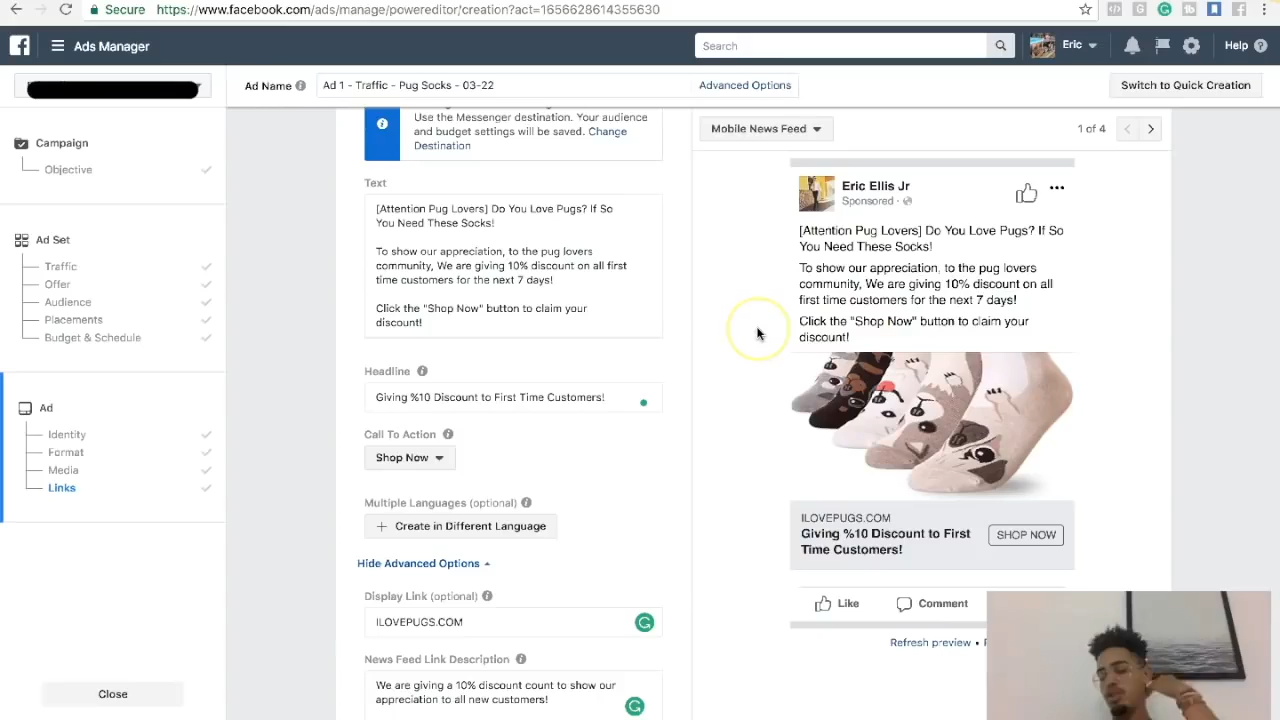 Secure
https://www.facebook.com/ads/manage/powereditor/creation?act=1656628614355630
Ads Manager
Search
Eric
Help
Ad Name
Ad 1 - Traffic - Pug Socks - 03-22
Advanced Options
Switch to Quick Creation
Campaign
Objective
Ad Set
Traffic
Offer
Audience
Placements
Budget & Schedule
Ad
Identity
Format
Media
Links
Close
Use the Messenger destination. Your audience
and budget settings will be saved. Change
Destination
Text
[Attention Pug Lovers] Do You Love Pugs? If So
You Need These Socks!
To show our appreciation, to the pug lovers
community, We are giving 10% discount on all first
time customers for the next 7 days!
Click the "Shop Now" button to claim your
discount!
Headline
Giving %10 Discount to First Time Customers!
Call To Action
Shop Now
Multiple Languages (optional)
+ Create in Different Language
Hide Advanced Options
Display Link (optional)
ILOVEPUGS.COM
News Feed Link Description
We are giving a 10% discount count to show our
appreciation to all new customers!
Mobile News Feed
1 of 4
Eric Ellis Jr
Sponsored ·
[Attention Pug Lovers] Do You Love Pugs? If So
You Need These Socks!
To show our appreciation, to the pug lovers
community, We are giving 10% discount on all
first time customers for the next 7 days!
Click the "Shop Now" button to claim your
discount!
ILOVEPUGS.COM
Giving %10 Discount to First
Time Customers!
SHOP NOW
Like
Comment
Refresh preview •